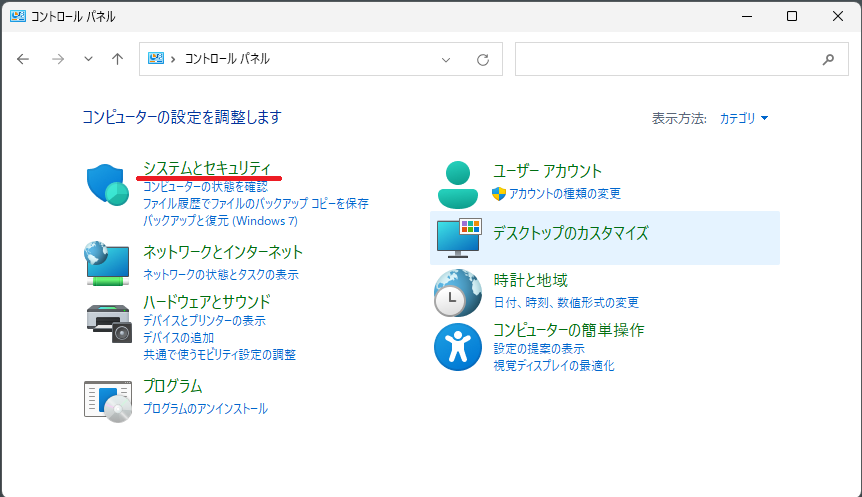 コントロール パネル
コントロール パネル
コンピューターの設定を調整します
表示方法: カテゴリ
システムとセキュリティ
コンピューターの状態を確認
ファイル履歴でファイルのバックアップ コピーを保存
バックアップと復元 (Windows 7)
ネットワークとインターネット
ネットワークの状態とタスクの表示
ハードウェアとサウンド
デバイスとプリンターの表示
デバイスの追加
共通で使うモビリティ設定の調整
プログラム
プログラムのアンインストール
ユーザー アカウント
アカウントの種類の変更
デスクトップのカスタマイズ
時計と地域
日付、時刻、数値形式の変更
コンピューターの簡単操作
設定の提案の表示
視覚ディスプレイの最適化